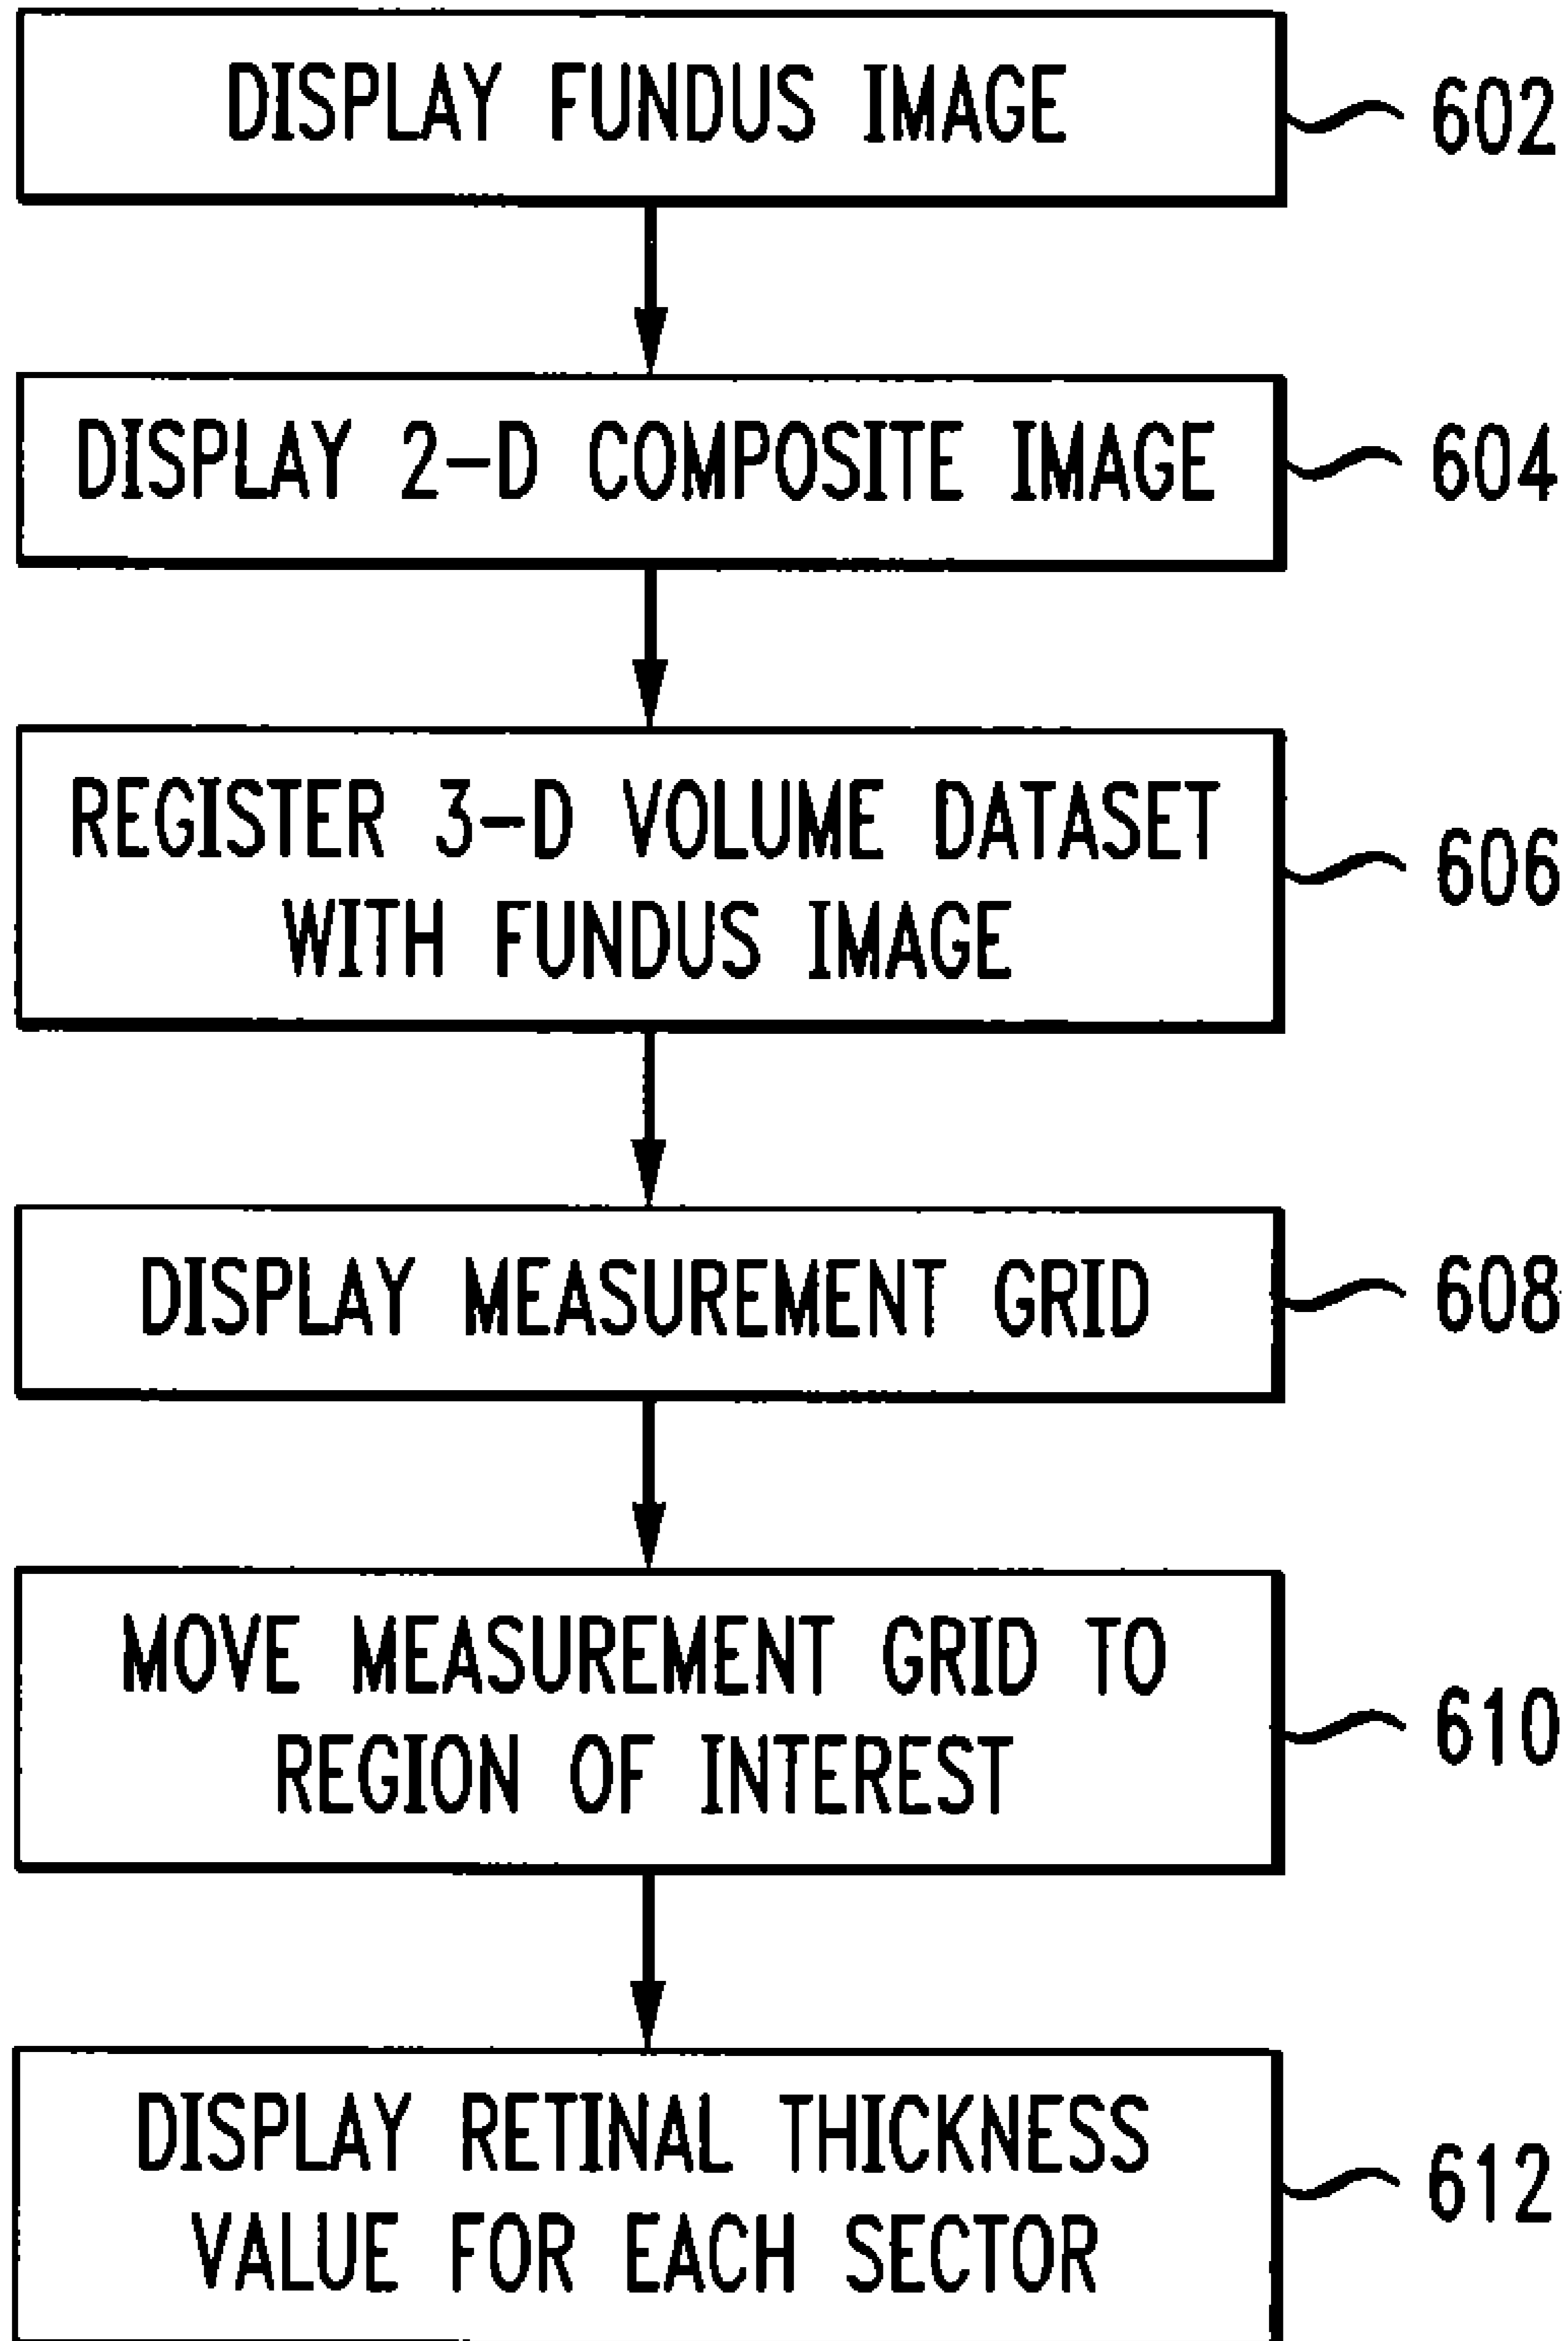 DISPLAY FUNDUS IMAGE
602
DISPLAY 2-D COMPOSITE IMAGE
604
REGISTER 3-D VOLUME DATASET
WITH FUNDUS IMAGE
606
DISPLAY MEASUREMENT GRID
608
MOVE MEASUREMENT GRID TO
REGION OF INTEREST
610
DISPLAY RETINAL THICKNESS
VALUE FOR EACH SECTOR
612